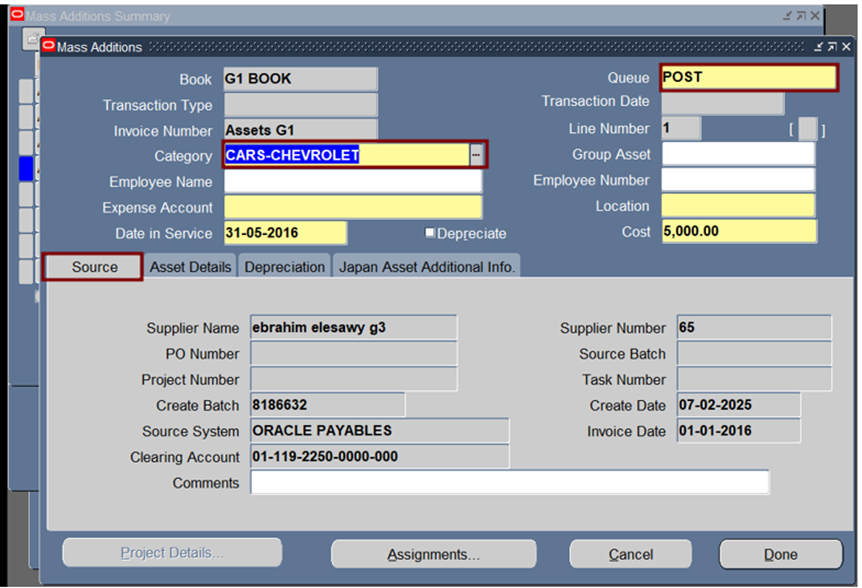 Mass Additions Summary
Mass Additions
Book G1 BOOK Queue POST
Transaction Type Transaction Date
Invoice Number Assets G1 Line Number 1 [ ]
Category CARS-CHEVROLET ... Group Asset
Employee Name Employee Number
Expense Account Location
Date in Service 31-05-2016 Depreciate Cost 5,000.00
Source Asset Details Depreciation Japan Asset Additional Info.
Supplier Name ebrahim elesawy g3 Supplier Number 65
PO Number Source Batch
Project Number Task Number
Create Batch 8186632 Create Date 07-02-2025
Source System ORACLE PAYABLES Invoice Date 01-01-2016
Clearing Account 01-119-2250-0000-000
Comments
Project Details... Assignments... Cancel Done